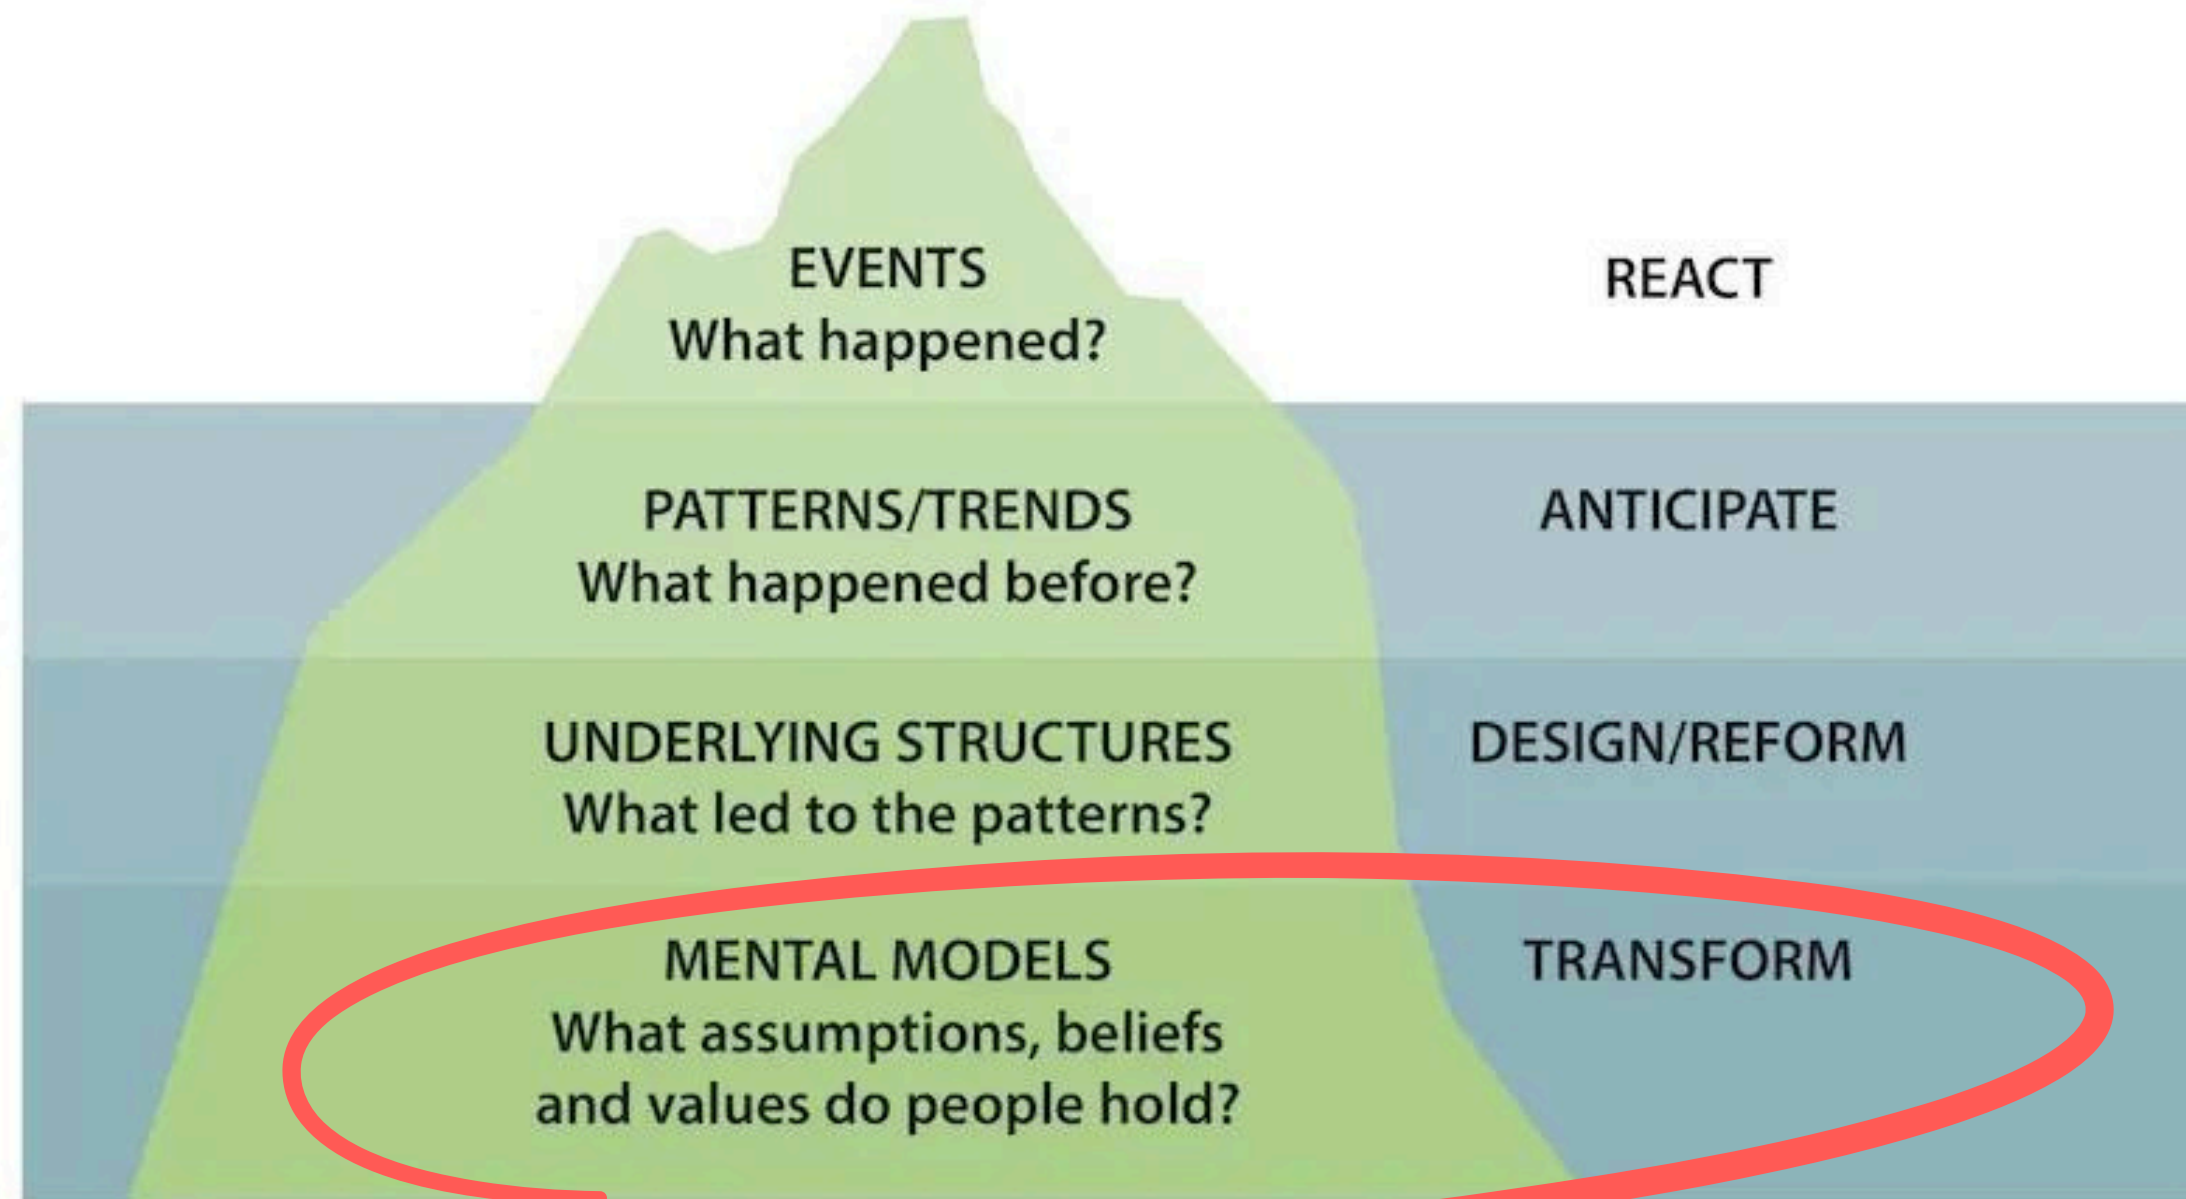 EVENTS
What happened?
REACT
PATTERNS/TRENDS
What happened before?
ANTICIPATE
UNDERLYING STRUCTURES
What led to the patterns?
DESIGN/REFORM
MENTAL MODELS
What assumptions, beliefs
and values do people hold?
TRANSFORM